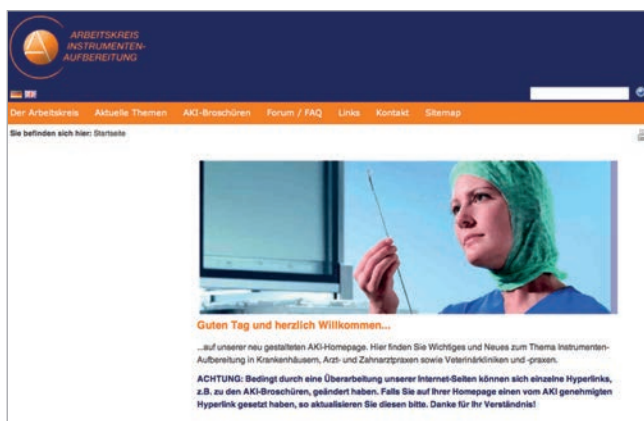 ARBEITSKREIS
INSTRUMENTEN-
AUFBEREITUNG
Der Arbeitskreis Aktuelle Themen AKI-Broschüren Forum / FAQ Links Kontakt Sitemap
Sie befinden sich hier: Startseite
Guten Tag und herzlich Willkommen...
...auf unserer neu gestalteten AKI-Homepage. Hier finden Sie Wichtiges und Neues zum Thema Instrumenten-
Aufbereitung in Krankenhäusern, Arzt- und Zahnarztpraxen sowie Veterinärkliniken und -praxen.
ACHTUNG: Bedingt durch eine Überarbeitung unserer Internet-Seiten können sich einzelne Hyperlinks,
z.B. zu den AKI-Broschüren, geändert haben. Falls Sie auf Ihrer Homepage einen vom AKI genehmigten
Hyperlink gesetzt haben, so aktualisieren Sie diesen bitte. Danke für Ihr Verständnis!